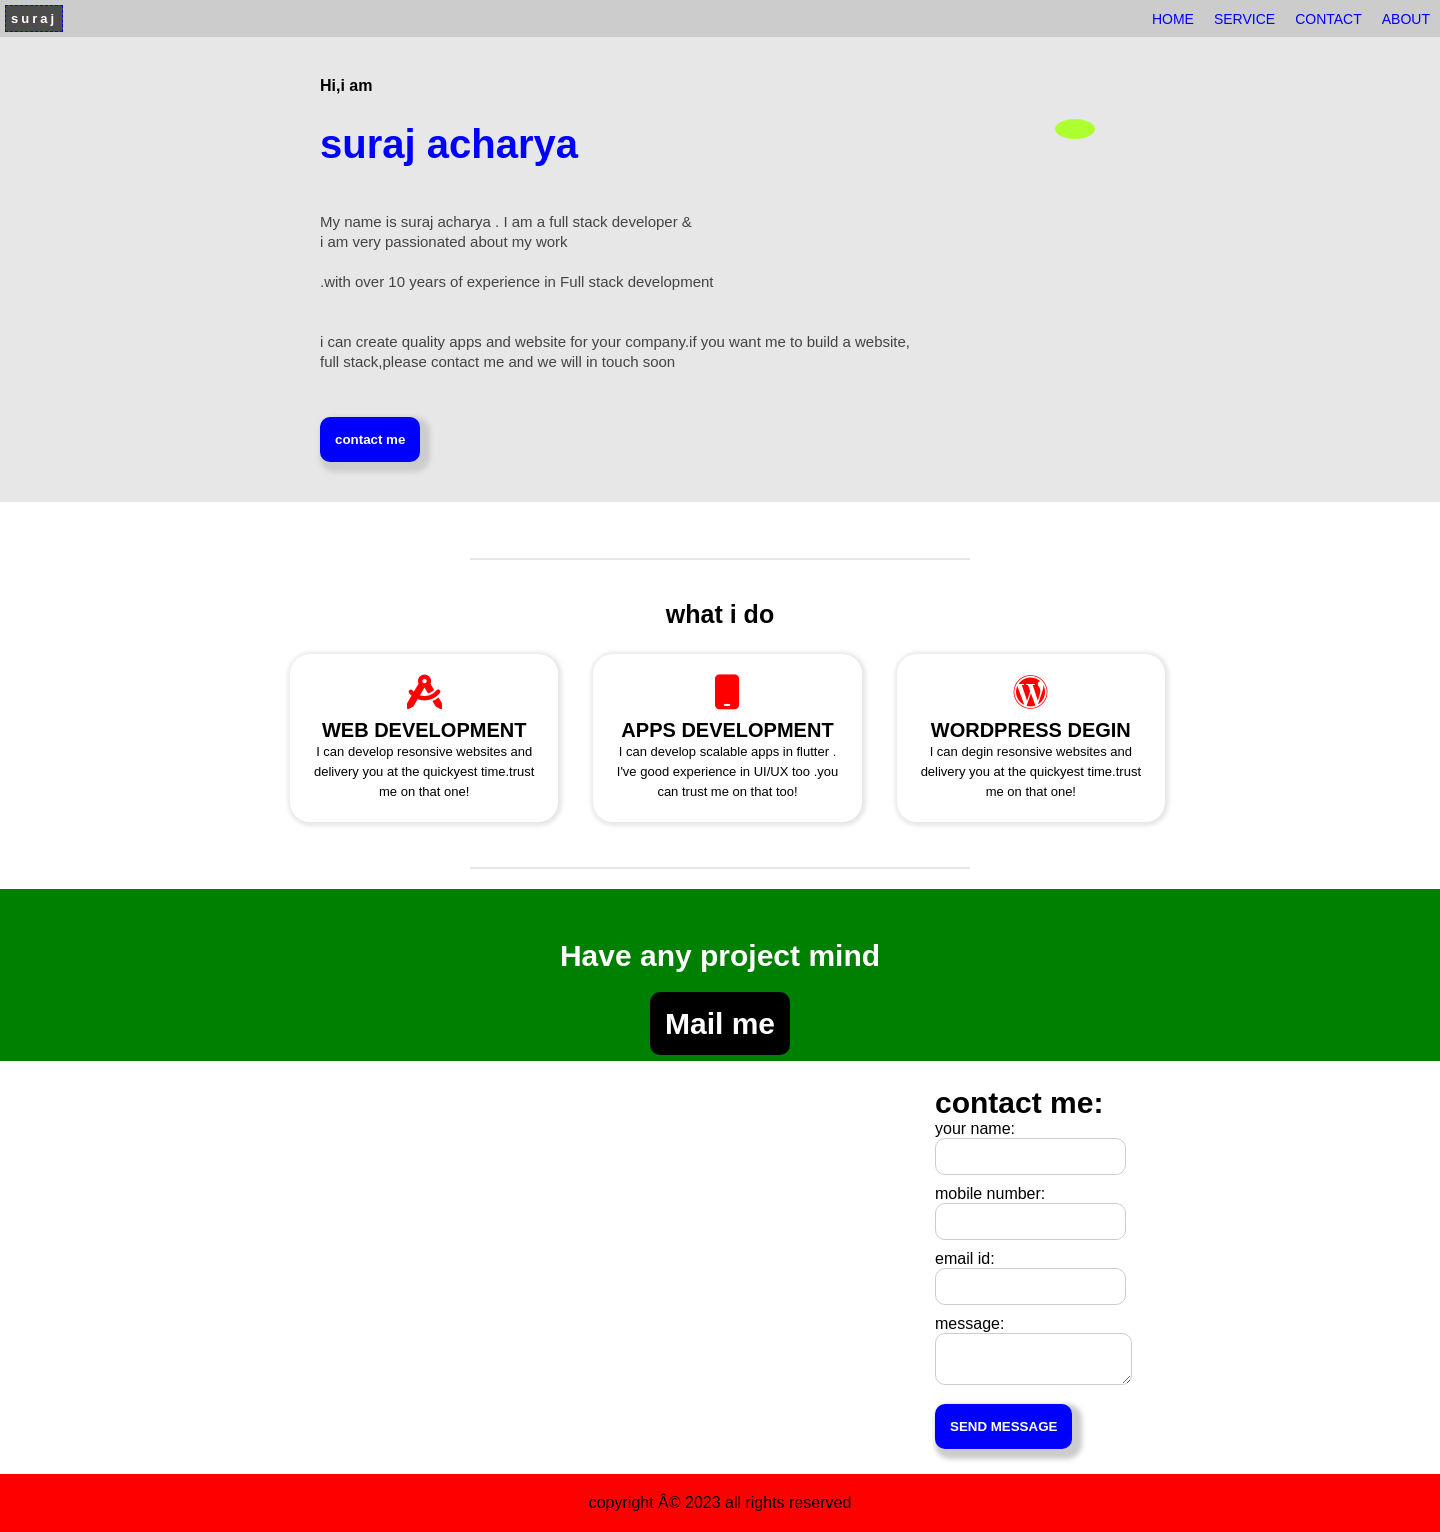 suraj
HOME SERVICE CONTACT ABOUT
Hi,i am
suraj acharya
My name is suraj acharya . I am a full stack developer &
i am very passionated about my work
.with over 10 years of experience in Full stack development
i can create quality apps and website for your company.if you want me to build a website,
full stack,please contact me and we will in touch soon
contact me
what i do
WEB DEVELOPMENT
I can develop resonsive websites and
delivery you at the quickyest time.trust
me on that one!
APPS DEVELOPMENT
I can develop scalable apps in flutter .
I've good experience in UI/UX too .you
can trust me on that too!
WORDPRESS DEGIN
I can degin resonsive websites and
delivery you at the quickyest time.trust
me on that one!
Have any project mind
Mail me
contact me:
your name:
mobile number:
email id:
message:
SEND MESSAGE
copyright Â© 2023 all rights reserved